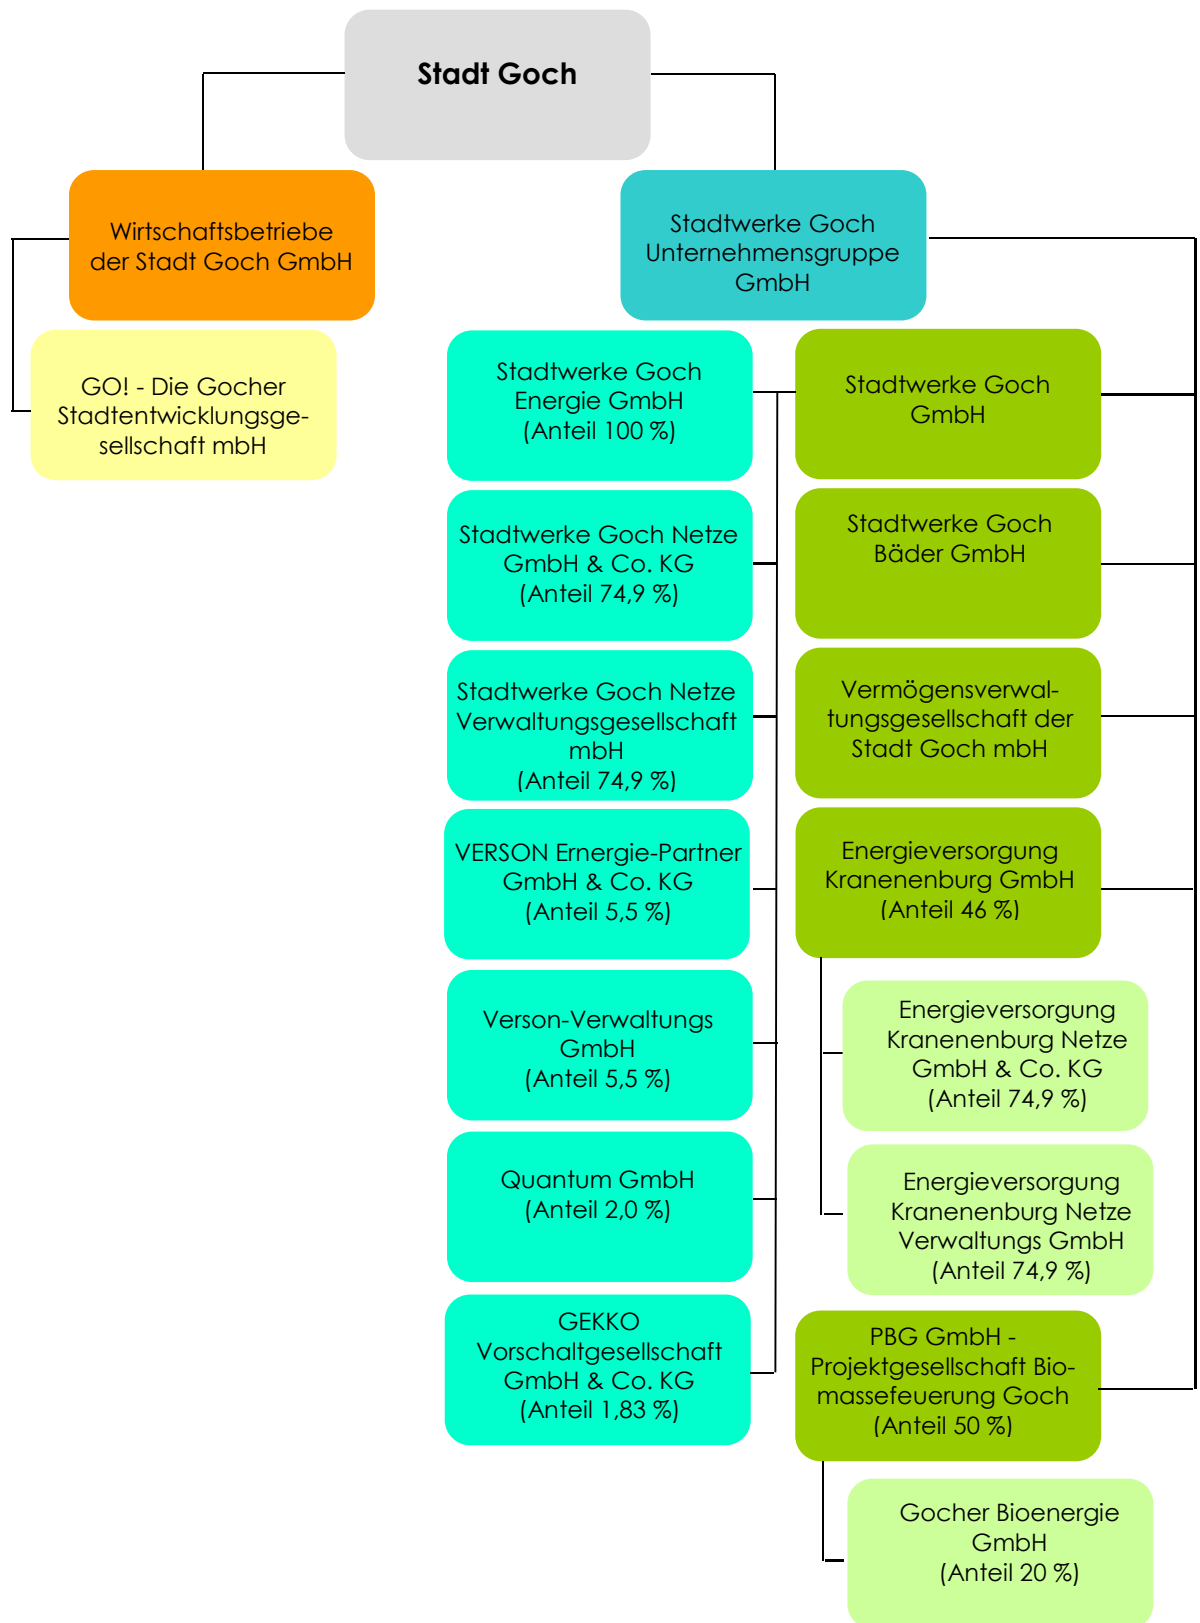 Stadt Goch
Wirtschaftsbetriebe
der Stadt Goch GmbH
GO! - Die Gocher
Stadtentwicklungsge-
sellschaft mbH
Stadtwerke Goch
Unternehmensgruppe
GmbH
Stadtwerke Goch
Energie GmbH
(Anteil 100 %)
Stadtwerke Goch Netze
GmbH & Co. KG
(Anteil 74,9 %)
Stadtwerke Goch Netze
Verwaltungsgesellschaft
mbH
(Anteil 74,9 %)
VERSON Ernergie-Partner
GmbH & Co. KG
(Anteil 5,5 %)
Verson-Verwaltungs
GmbH
(Anteil 5,5 %)
Quantum GmbH
(Anteil 2,0 %)
GEKKO
Vorschaltgesellschaft
GmbH & Co. KG
(Anteil 1,83 %)
Stadtwerke Goch
GmbH
Stadtwerke Goch
Bäder GmbH
Vermögensverwal-
tungsgesellschaft der
Stadt Goch mbH
Energieversorgung
Kranenenburg GmbH
(Anteil 46 %)
Energieversorgung
Kranenenburg Netze
GmbH & Co. KG
(Anteil 74,9 %)
Energieversorgung
Kranenenburg Netze
Verwaltungs GmbH
(Anteil 74,9 %)
PBG GmbH -
Projektgesellschaft Bio-
massefeuerung Goch
(Anteil 50 %)
Gocher Bioenergie
GmbH
(Anteil 20 %)